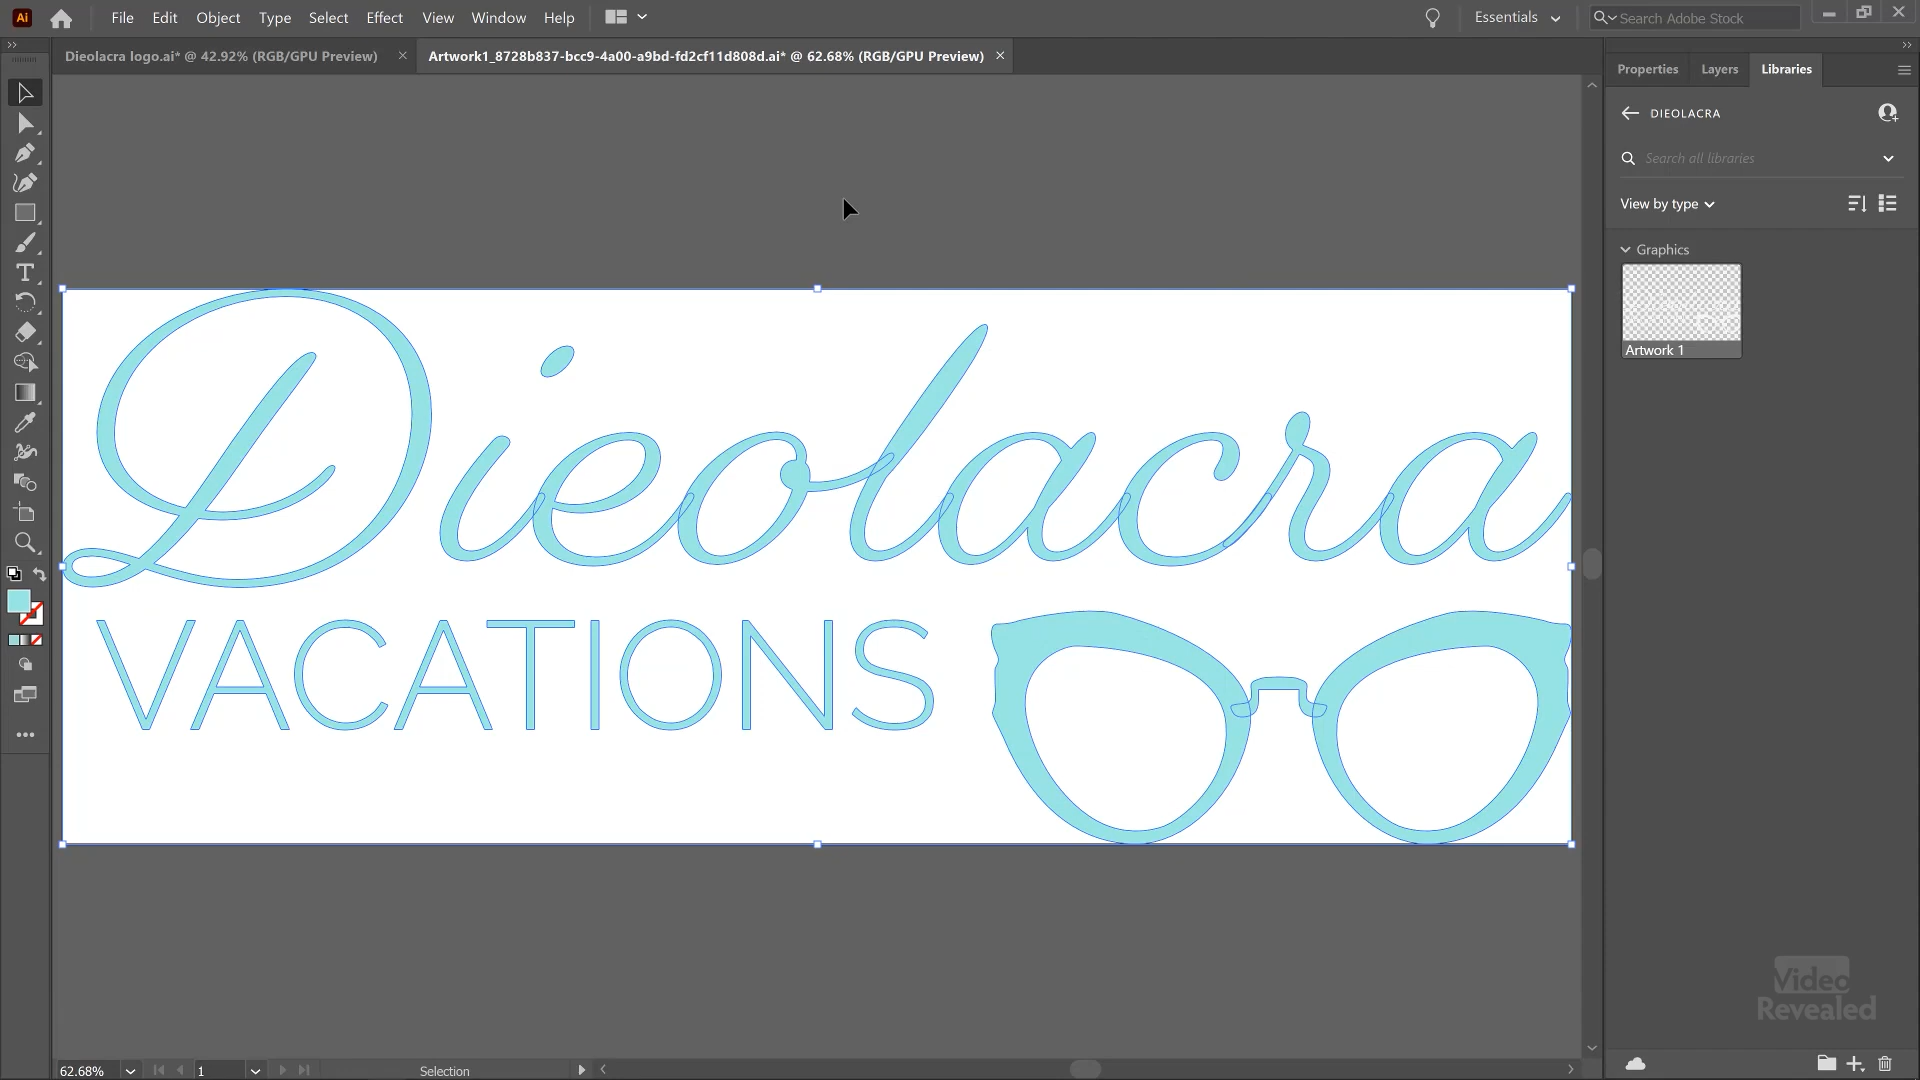 Ai File Edit Object Type Select Effect View Window Help Essentials Search Adobe Stock
Dieolacra logo.ai* @ 42.92% (RGB/GPU Preview) Artwork1_8728b837-bcc9-4a00-a9bd-fd2cf11d808d.ai* @ 62.68% (RGB/GPU Preview)
Properties Layers Libraries
DIEOLACRA
Search all libraries
View by type
Graphics
Artwork 1
Dieolacra
VACATIONS
Video
Revealed
62.68% 1 Selection